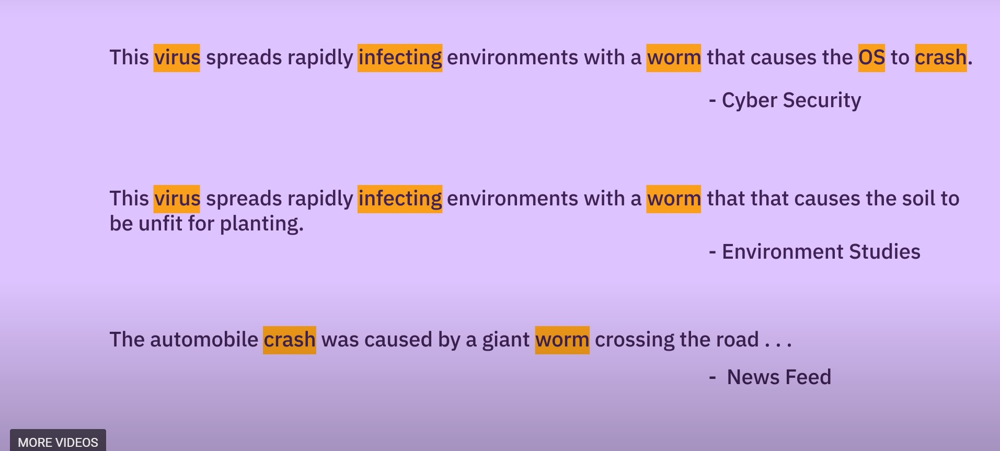 This virus spreads rapidly infecting environments with a worm that causes the OS to crash.
- Cyber Security
This virus spreads rapidly infecting environments with a worm that that causes the soil to
be unfit for planting.
- Environment Studies
The automobile crash was caused by a giant worm crossing the road . . .
- News Feed
MORE VIDEOS